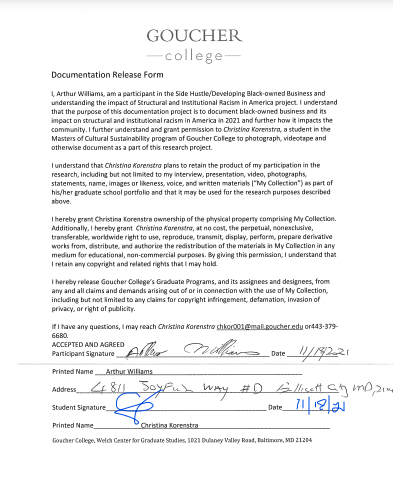 GOUCHER
—college—
Documentation Release Form
I, Arthur Williams, am a participant in the Side Hustle/Developing Black-owned Business and
understanding the impact of Structural and Institutional Racism in America project. I understand
that the purpose of this documentation project is to document black-owned business and its
impact on structural and institutional racism in America in 2021 and further how it impacts the
community. I further understand and grant permission to Christina Korenstra, a student in the
Masters of Cultural Sustainability program of Goucher College to photograph, videotape and
otherwise document as a part of this research project.
I understand that Christina Korenstra plans to retain the product of my participation in the
research, including but not limited to my interview, presentation, video, photographs,
statements, name, images or likeness, voice, and written materials ("My Collection") as part of
his/her graduate school portfolio and that it may be used for the research purposes described
above.
I hereby grant Christina Korenstra ownership of the physical property comprising My Collection.
Additionally, I hereby grant Christina Korenstra, at no cost, the perpetual, nonexclusive,
transferable, worldwide right to use, reproduce, transmit, display, perform, prepare derivative
works from, distribute, and authorize the redistribution of the materials in My Collection in any
medium for educational, non-commercial purposes. By giving this permission, I understand that
I retain any copyright and related rights that I may hold.
I hereby release Goucher College's Graduate Programs, and its assignees and designees, from
any and all claims and demands arising out of or in connection with the use of My Collection,
including but not limited to any claims for copyright infringement, defamation, invasion of
privacy, or right of publicity.
If I have any questions, I may reach Christina Korenstra chkor001@mail.goucher.edu or443-379-
6680.
ACCEPTED AND AGREED
Participant Signature Arthur Williams Date
Printed Name Arthur Williams
Address 4811 Joyful Way #D Ellicott City MD,
Student Signature Date 11/18/21
Printed Name Christina Korenstra
Goucher College, Welch Center for Graduate Studies, 1021 Dulaney Valley Road, Baltimore, MD 21204